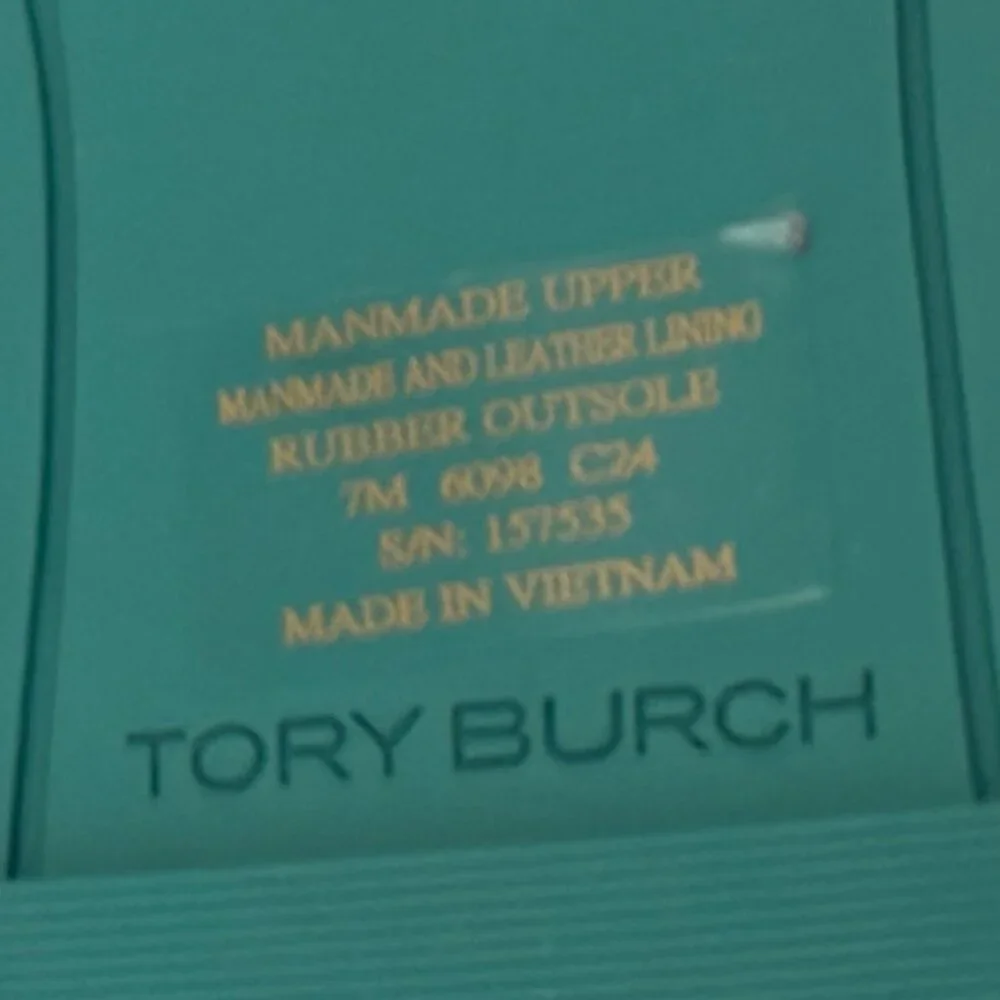 MANMADE UPPER
MANMADE AND LEATHER LINING
RUBBER OUTSOLE
7M 6098 C24
S/N: 157535
MADE IN VIETNAM
TORY BURCH